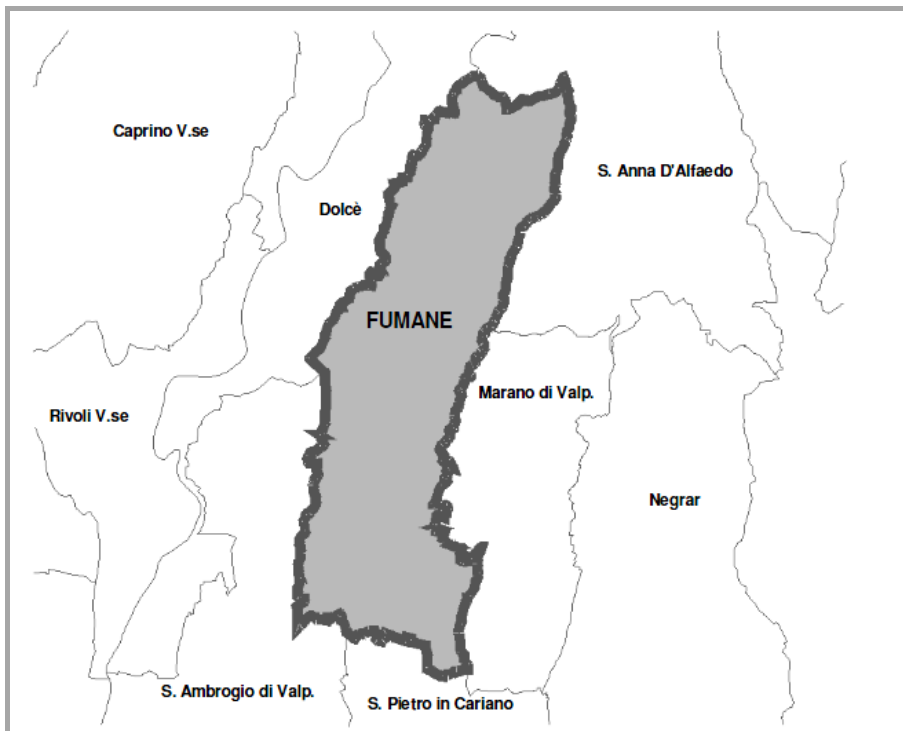 Caprino V.se
S. Anna D'Alfaedo
Dolcè
FUMANE
Marano di Valp.
Rivoli V.se
Negrar
S. Ambrogio di Valp.
S. Pietro in Cariano